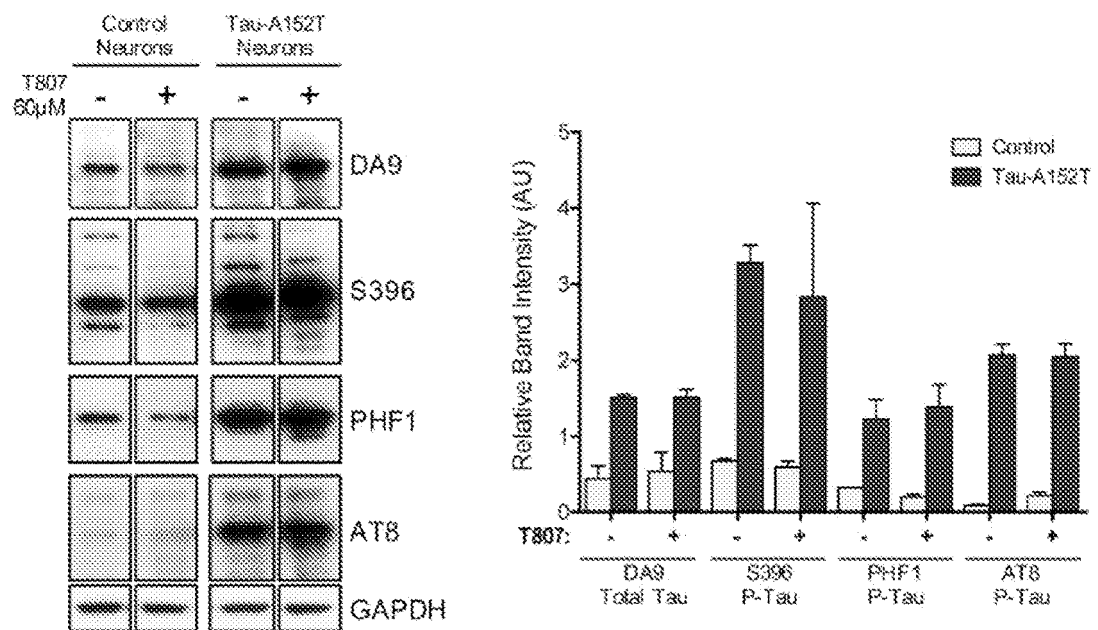 Control
Neurons
Tau-A152T
Neurons
T807
60µM
-
+
-
+
DA9
S396
PHF1
AT8
GAPDH
Relative Band Intensity (AU)
5
4
3
2
1
0
Control
Tau-A152T
T807:
-
+
-
+
-
+
-
+
DA9
Total Tau
S396
P-Tau
PHF1
P-Tau
AT8
P-Tau